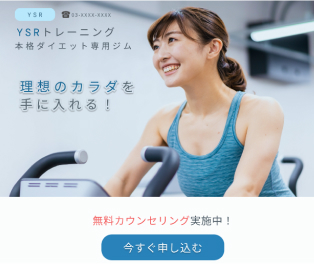 YSR ☎03-XXXX-XXXX
YSRトレーニング
本格ダイエット専用ジム
理想のカラダを
手に入れる！
無料カウンセリング実施中！
今すぐ申し込む